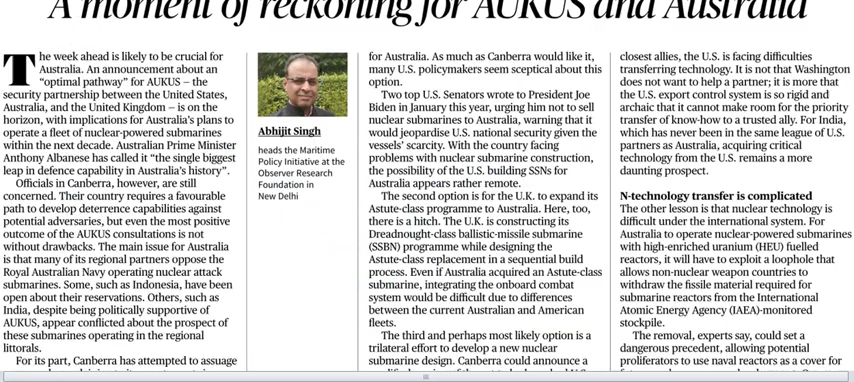 A moment of reckoning for AUKUS and Australia
The week ahead is likely to be crucial for
Australia. An announcement about an
“optimal pathway” for AUKUS — the
security partnership between the United States,
Australia, and the United Kingdom — is on the
horizon, with implications for Australia’s plans to
operate a fleet of nuclear-powered submarines
within the next decade. Australian Prime Minister
Anthony Albanese has called it “the single biggest
leap in defence capability in Australia’s history”.
Officials in Canberra, however, are still
concerned. Their country requires a favourable
path to develop deterrence capabilities against
potential adversaries, but even the most positive
outcome of the AUKUS consultations is not
without drawbacks. The main issue for Australia
is that many of its regional partners oppose the
Royal Australian Navy operating nuclear attack
submarines. Some, such as Indonesia, have been
open about their reservations. Others, such as
India, despite being politically supportive of
AUKUS, appear conflicted about the prospect of
these submarines operating in the regional
littorals.
For its part, Canberra has attempted to assuage
Abhijit Singh
heads the Maritime
Policy Initiative at the
Observer Research
Foundation in
New Delhi
for Australia. As much as Canberra would like it,
many U.S. policymakers seem sceptical about this
option.
Two top U.S. Senators wrote to President Joe
Biden in January this year, urging him not to sell
nuclear submarines to Australia, warning that it
would jeopardise U.S. national security given the
vessels’ scarcity. With the country facing
problems with nuclear submarine construction,
the possibility of the U.S. building SSNs for
Australia appears rather remote.
The second option is for the U.K. to expand its
Astute-class programme to Australia. Here, too,
there is a hitch. The U.K. is constructing its
Dreadnought-class ballistic-missile submarine
(SSBN) programme while designing the
Astute-class replacement in a sequential build
process. Even if Australia acquired an Astute-class
submarine, integrating the onboard combat
system would be difficult due to differences
between the current Australian and American
fleets.
The third and perhaps most likely option is a
trilateral effort to develop a new nuclear
submarine design. Canberra could announce a
closest allies, the U.S. is facing difficulties
transferring technology. It is not that Washington
does not want to help a partner; it is more that
the U.S. export control system is so rigid and
archaic that it cannot make room for the priority
transfer of know-how to a trusted ally. For India,
which has never been in the same league of U.S.
partners as Australia, acquiring critical
technology from the U.S. remains a more
daunting prospect.
N-technology transfer is complicated
The other lesson is that nuclear technology is
difficult under the international system. For
Australia to operate nuclear-powered submarines
with high-enriched uranium (HEU) fuelled
reactors, it will have to exploit a loophole that
allows non-nuclear weapon countries to
withdraw the fissile material required for
submarine reactors from the International
Atomic Energy Agency (IAEA)-monitored
stockpile.
The removal, experts say, could set a
dangerous precedent, allowing potential
proliferators to use naval reactors as a cover for